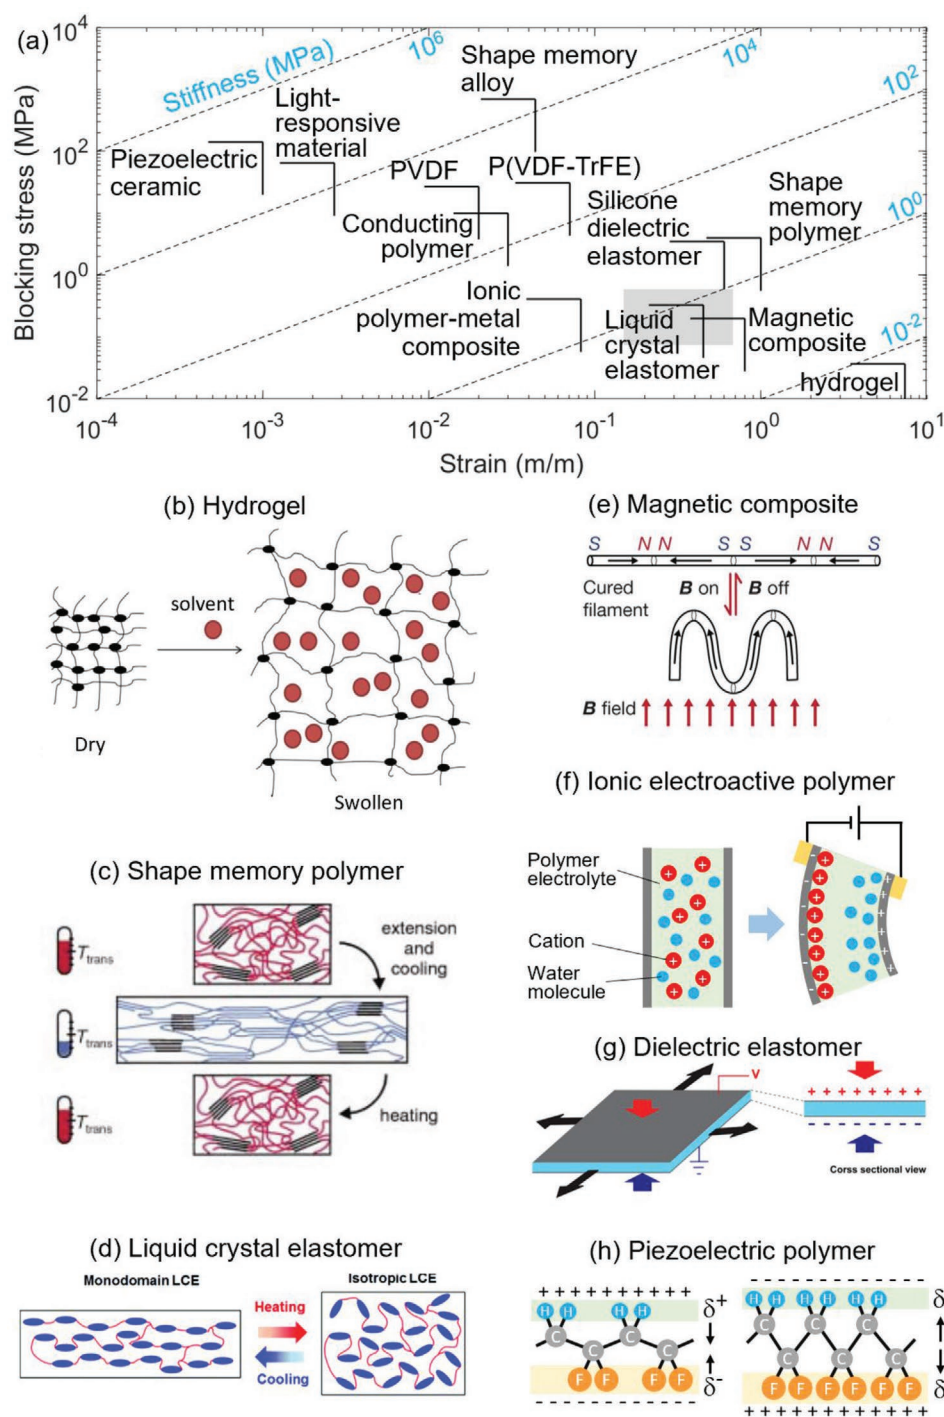 (a)
10⁴
10²
10⁰
10⁻²
Blocking stress (MPa)
10⁻⁴
10⁻³
10⁻²
10⁻¹
10⁰
10¹
Strain (m/m)
Stiffness (MPa)
10⁶
10⁴
10²
10⁰
10⁻²
Piezoelectric
ceramic
Light-
responsive
material
PVDF
Conducting
polymer
Shape memory
alloy
P(VDF-TrFE)
Silicone
dielectric
elastomer
Shape
memory
polymer
Ionic
polymer-metal
composite
Liquid
crystal
elastomer
Magnetic
composite
hydrogel
(b) Hydrogel
solvent
Dry
Swollen
(c) Shape memory polymer
Ttrans
extension
and
cooling
Ttrans
heating
Ttrans
(d) Liquid crystal elastomer
Monodomain LCE
Isotropic LCE
Heating
Cooling
(e) Magnetic composite
S N N S S N N S
Cured
filament
B on
B off
B field
(f) Ionic electroactive polymer
Polymer
electrolyte
Cation
Water
molecule
+ + + + + + +
- - - - - - -
+ + + + + + +
(g) Dielectric elastomer
V
+ + + + + + + + +
- - - - - - - - -
Corss sectional view
(h) Piezoelectric polymer
+ + + + + + + + +
H H H H
δ⁺
C C
C C
F F F F
δ⁻
- - - - - - - - - -
- - - - - - - - - -
H H H H H H
δ
C C C
C C C
F F F F F F
δ
+ + + + + + + + + +